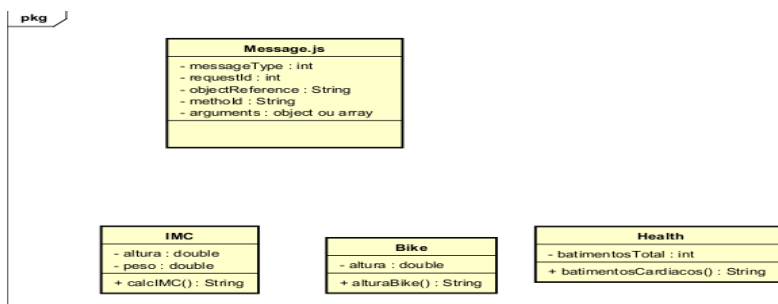 pkg
Message.js
- messageType : int
- requestId : int
- objectReference : String
- methoId : String
- arguments : object ou array
IMC
- altura : double
- peso : double
+ calcIMC() : String
Bike
- altura : double
+ alturaBike() : String
Health
- batimentosTotal : int
+ batimentosCardiacos() : String